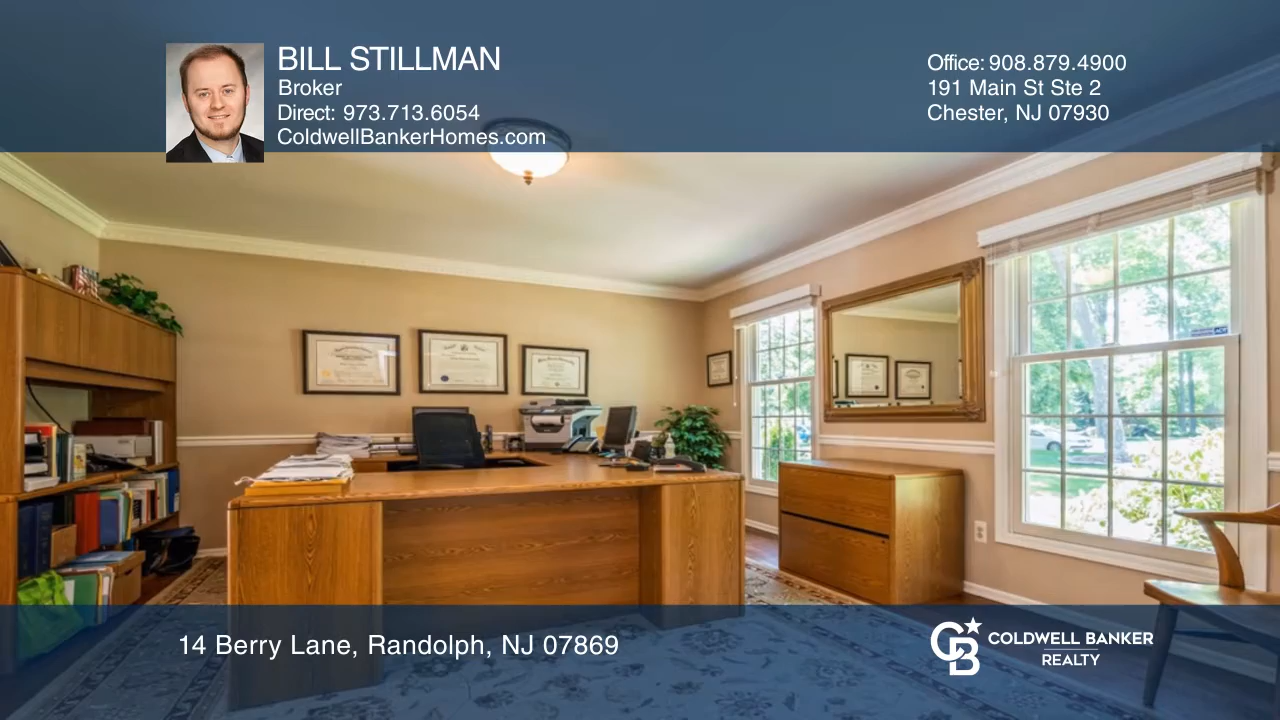 BILL STILLMAN
Broker
Direct: 973.713.6054
ColdwellBankerHomes.com
Office: 908.879.4900
191 Main St Ste 2
Chester, NJ 07930
14 Berry Lane, Randolph, NJ 07869
COLDWELL BANKER
REALTY